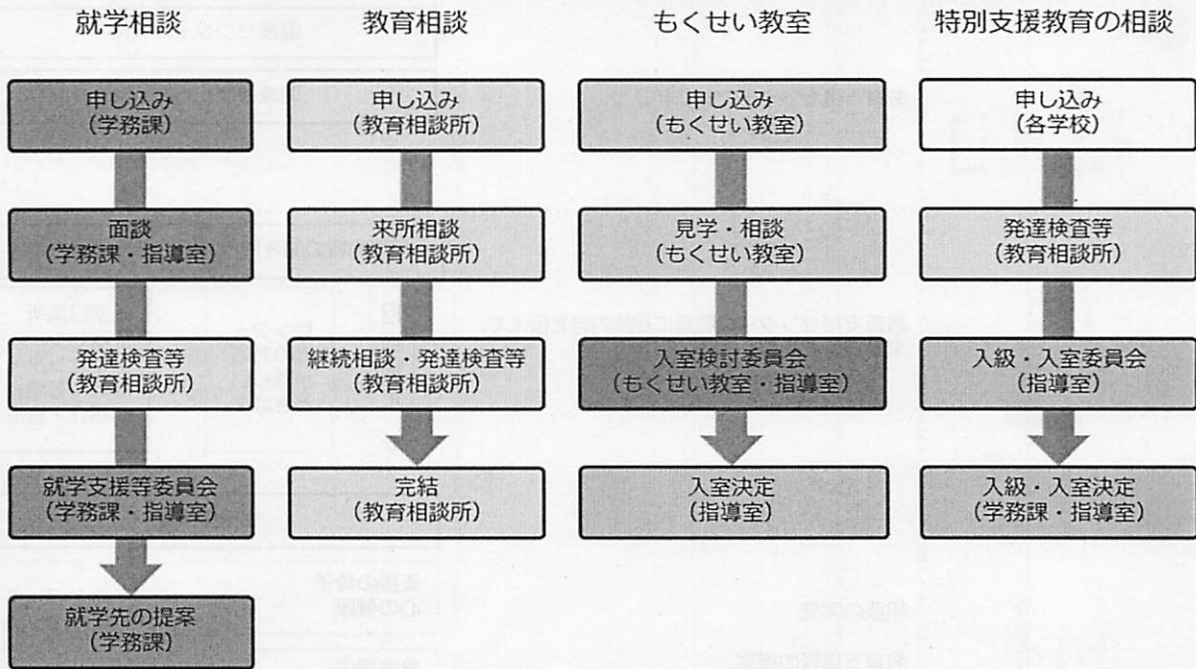 就学相談
申し込み
(学務課)
面談
(学務課・指導室)
発達検査等
(教育相談所)
就学支援等委員会
(学務課・指導室)
就学先の提案
(学務課)
教育相談
申し込み
(教育相談所)
来所相談
(教育相談所)
継続相談・発達検査等
(教育相談所)
完結
(教育相談所)
もくせい教室
申し込み
(もくせい教室)
見学・相談
(もくせい教室)
入室検討委員会
(もくせい教室・指導室)
入室決定
(指導室)
特別支援教育の相談
申し込み
(各学校)
発達検査等
(教育相談所)
入級・入室委員会
(指導室)
入級・入室決定
(学務課・指導室)